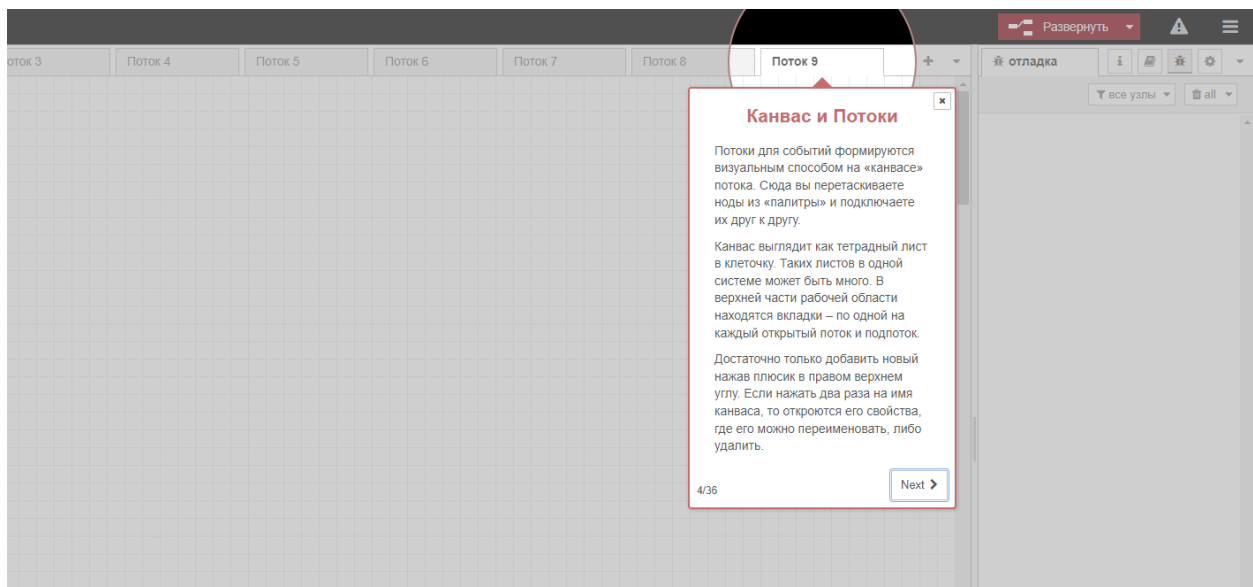 Развернуть
оток 3
Поток 4
Поток 5
Поток 6
Поток 7
Поток 8
Поток 9
отладка
i
все узлы
all
Канвас и Потоки
Потоки для событий формируются
визуальным способом на «канвасе»
потока. Сюда вы перетаскиваете
ноды из «палитры» и подключаете
их друг к другу.
Канвас выглядит как тетрадный лист
в клеточку. Таких листов в одной
системе может быть много. В
верхней части рабочей области
находятся вкладки – по одной на
каждый открытый поток и подпоток.
Достаточно только добавить новый
нажав плюсик в правом верхнем
углу. Если нажать два раза на имя
канваса, то откроются его свойства,
где его можно переименовать, либо
удалить.
4/36
Next